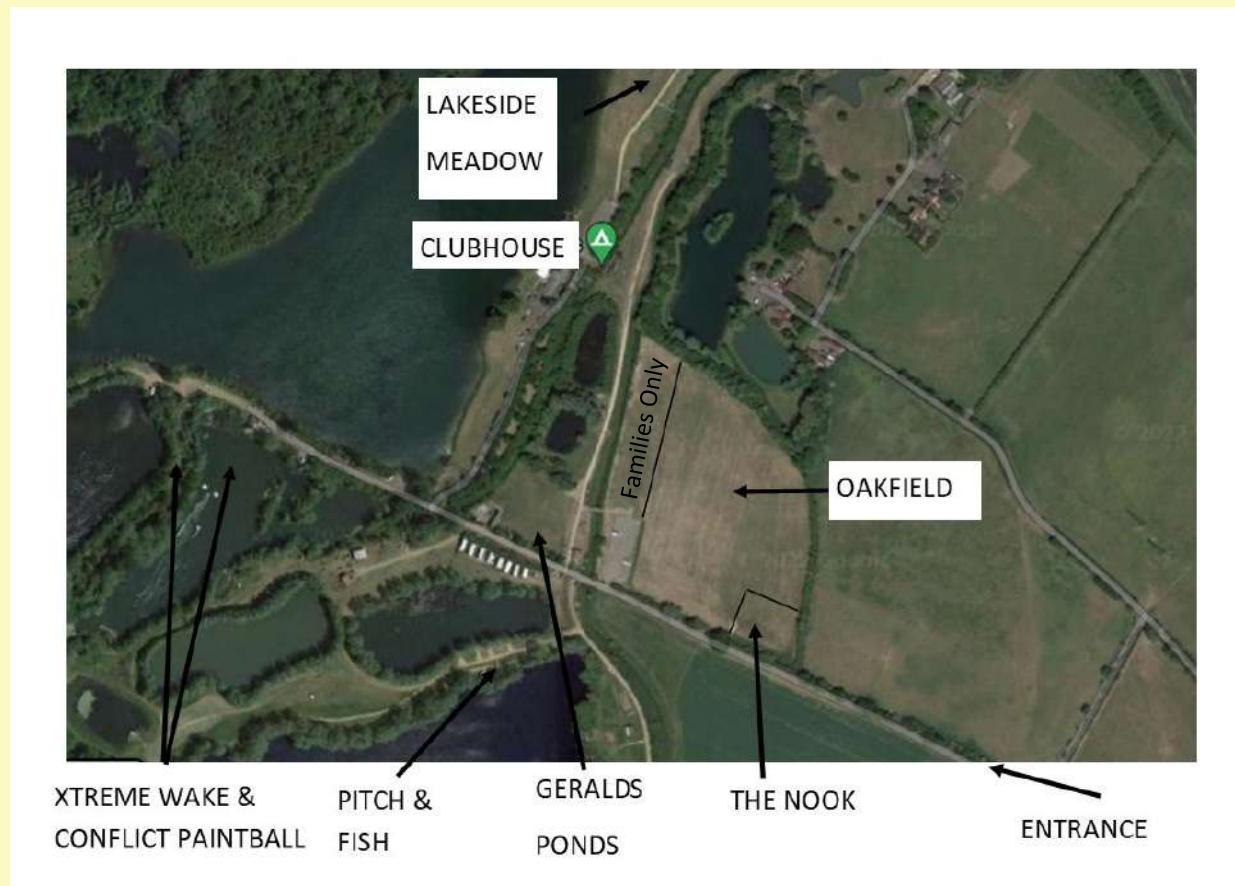 LAKESIDE
MEADOW
CLUBHOUSE
Families Only
OAKFIELD
XTREME WAKE &
CONFLICT PAINTBALL
PITCH &
FISH
GERALDS
PONDS
THE NOOK
ENTRANCE